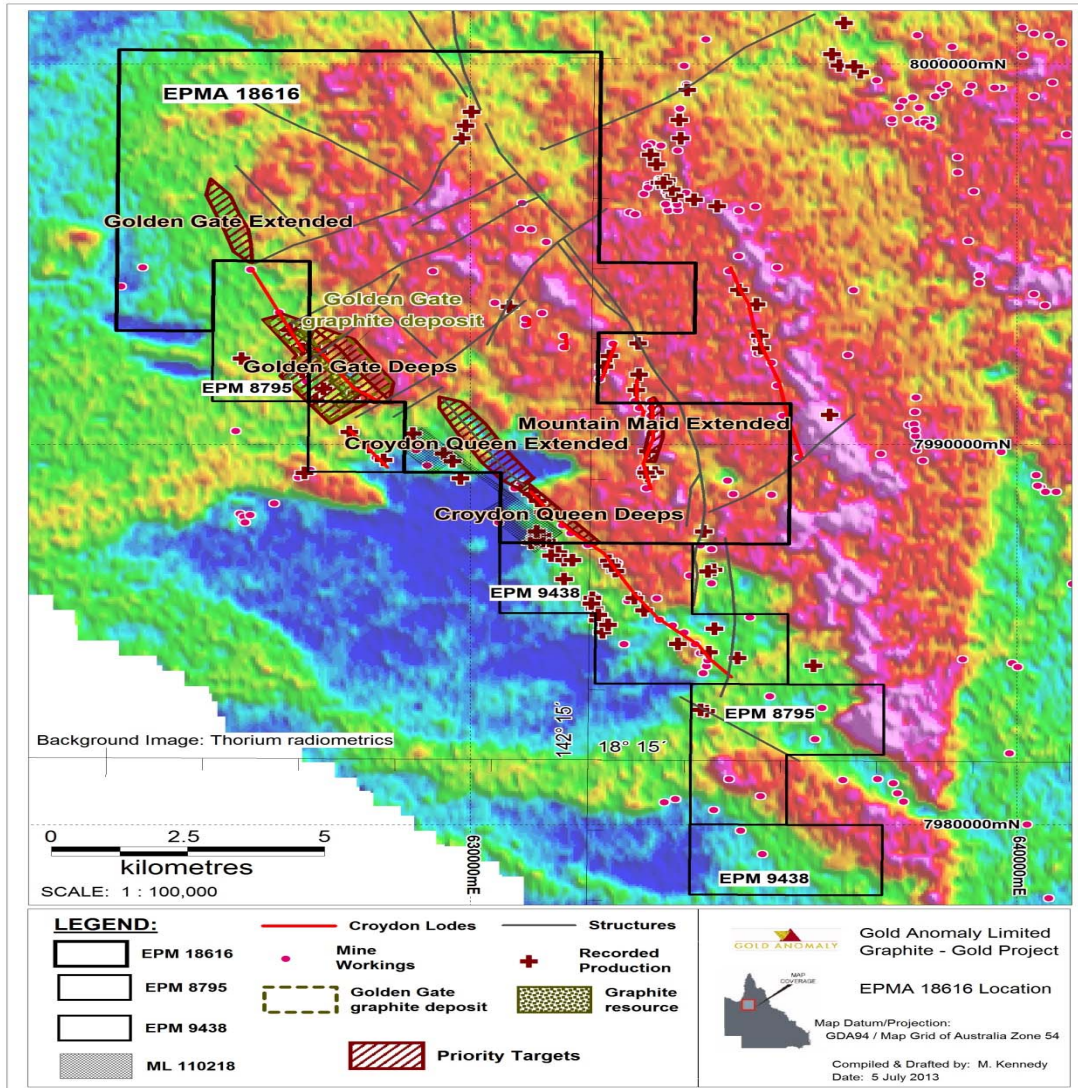 8000000mN
EPMA 18616
Golden Gate Extended
Golden Gate
graphite deposit
Golden Gate Deeps
EPM 8795
Mountain Maid Extended
Croydon Queen Extended
7990000mN
Croydon Queen Deeps
EPM 9438
EPM 8795
142° 15´
18° 15´
Background Image: Thorium radiometrics
7980000mN
0 2.5 5
kilometres
SCALE: 1 : 100,000
630000mE
640000mE
EPM 9438
LEGEND:
EPM 18616
EPM 8795
EPM 9438
ML 110218
Croydon Lodes
Structures
Mine
Workings
Recorded
Production
Golden Gate
graphite deposit
Graphite
resource
Priority Targets
GOLD ANOMALY
Gold Anomaly Limited
Graphite - Gold Project
MAP
COVERAGE
EPMA 18616 Location
Map Datum/Projection:
GDA94 / Map Grid of Australia Zone 54
Compiled & Drafted by: M. Kennedy
Date: 5 July 2013